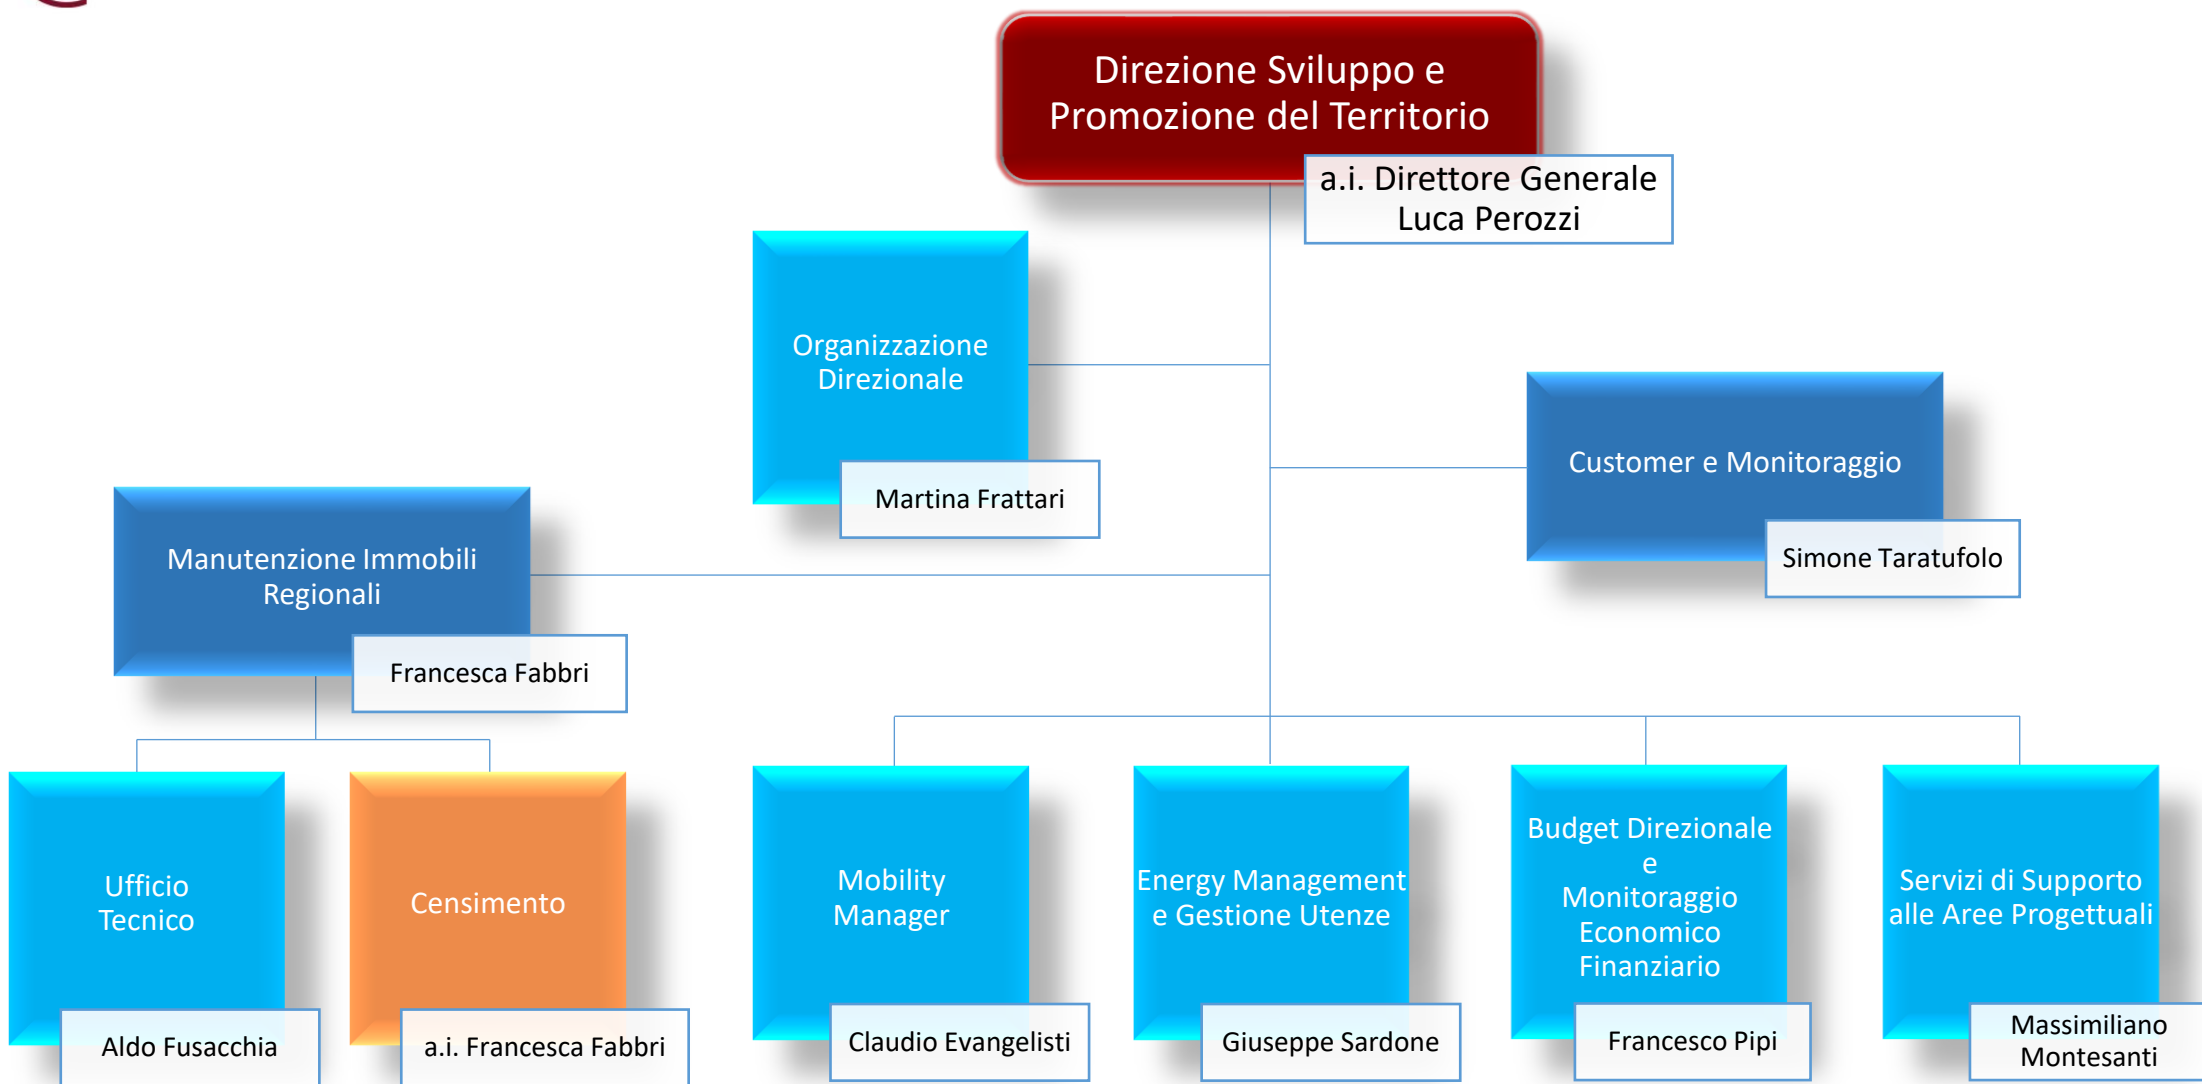 Direzione Sviluppo e
Promozione del Territorio
a.i. Direttore Generale
Luca Perozzi
Organizzazione
Direzionale
Martina Frattari
Customer e Monitoraggio
Simone Taratufolo
Manutenzione Immobili
Regionali
Francesca Fabbri
Ufficio
Tecnico
Aldo Fusacchia
Censimento
a.i. Francesca Fabbri
Mobility
Manager
Claudio Evangelisti
Energy Management
e Gestione Utenze
Giuseppe Sardone
Budget Direzionale
e
Monitoraggio
Economico
Finanziario
Francesco Pipi
Servizi di Supporto
alle Aree Progettuali
Massimiliano
Montesanti